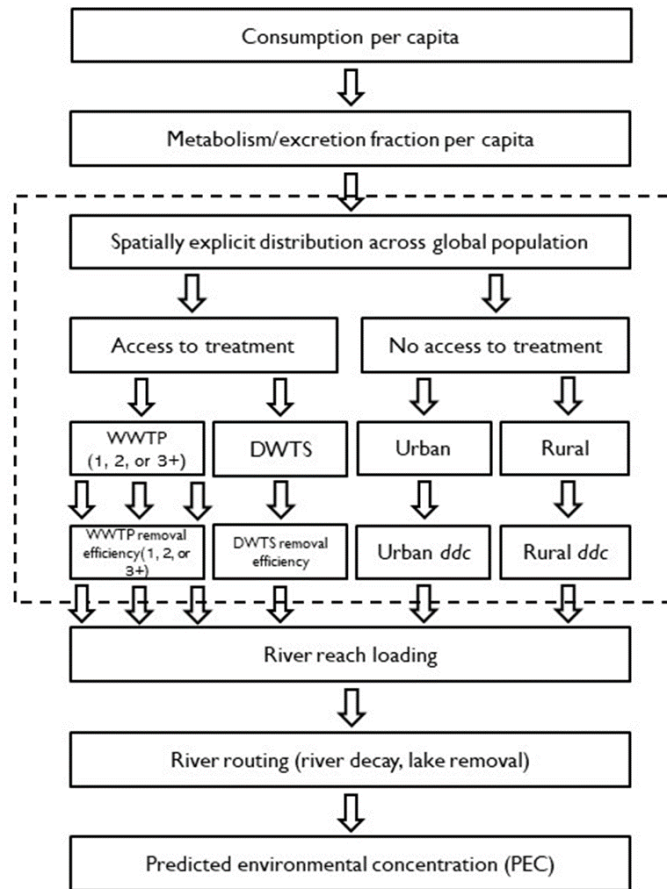 Consumption per capita
Metabolism/excretion fraction per capita
Spatially explicit distribution across global population
Access to treatment
No access to treatment
WWTP
(1, 2, or 3+)
DWTS
Urban
Rural
WWTP removal
efficiency(1, 2, or
3+)
DWTS removal
efficiency
Urban ddc
Rural ddc
River reach loading
River routing (river decay, lake removal)
Predicted environmental concentration (PEC)